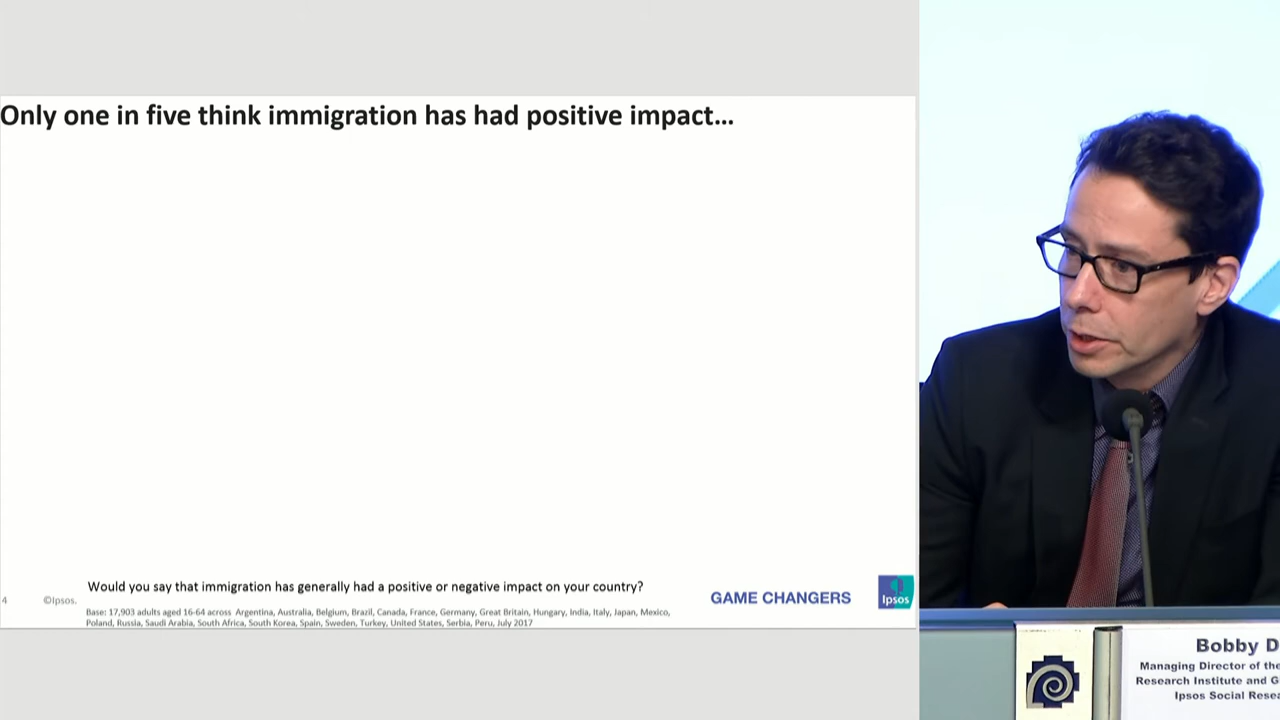 Only one in five think immigration has had positive impact...
Would you say that immigration has generally had a positive or negative impact on your country?
4
©Ipsos.
Base: 17,903 adults aged 16-64 across Argentina, Australia, Belgium, Brazil, Canada, France, Germany, Great Britain, Hungary, India, Italy, Japan, Mexico,
Poland, Russia, Saudi Arabia, South Africa, South Korea, Spain, Sweden, Turkey, United States, Serbia, Peru, July 2017
GAME CHANGERS
Ipsos
Bobby D
Managing Director of the
Research Institute and G
Ipsos Social Resea